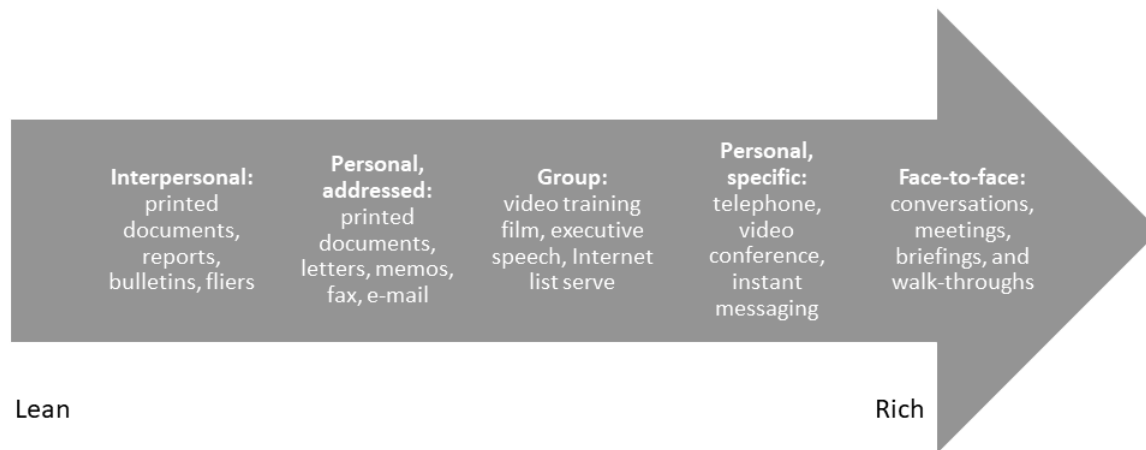 Interpersonal:
printed
documents,
reports,
bulletins, fliers
Personal,
addressed:
printed
documents,
letters, memos,
fax, e-mail
Group:
video training
film, executive
speech, Internet
list serve
Personal,
specific:
telephone,
video
conference,
instant
messaging
Face-to-face:
conversations,
meetings,
briefings, and
walk-throughs
Lean
Rich